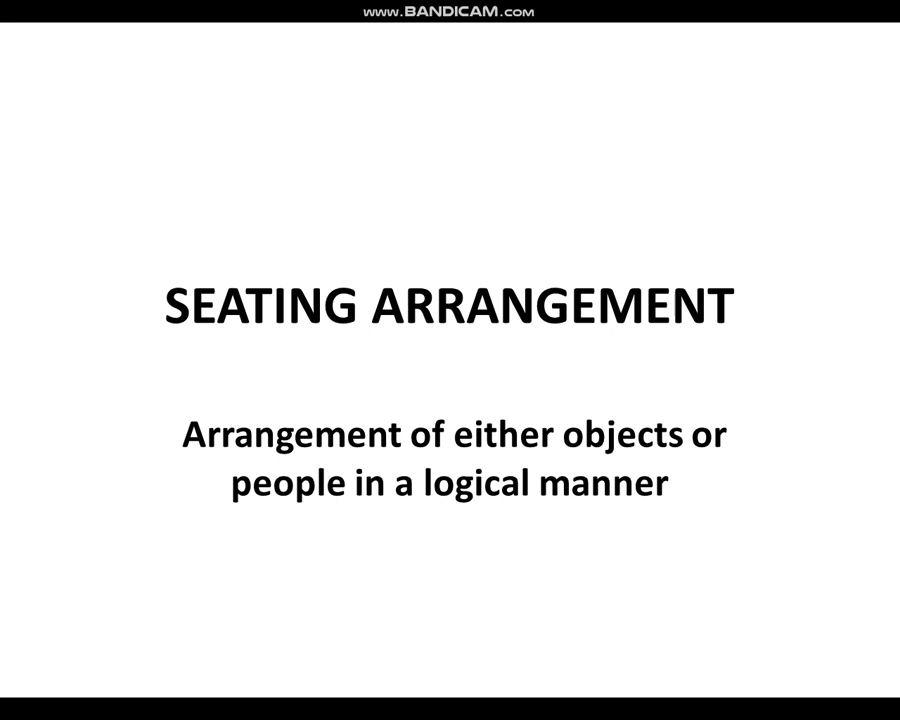 www.BANDICAM.com
SEATING ARRANGEMENT
Arrangement of either objects or
people in a logical manner